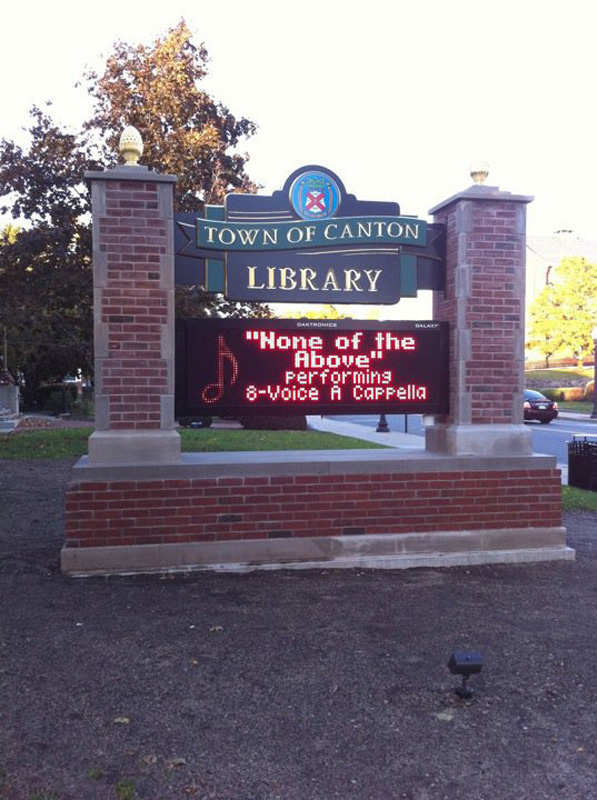 TOWN OF CANTON
LIBRARY
DAKTRONICS GALAXY
"None of the
Above"
performing
8-Voice A Cappella